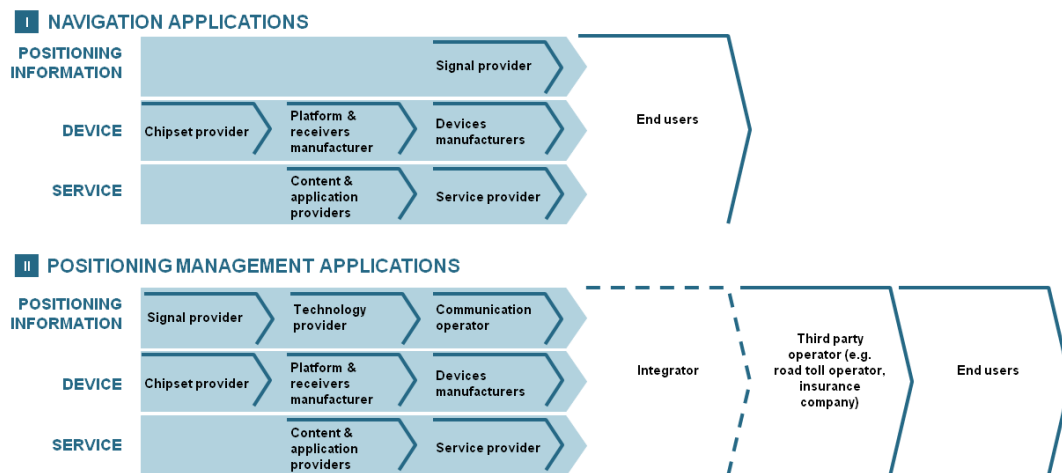 I NAVIGATION APPLICATIONS
POSITIONING
INFORMATION
Signal provider
End users
DEVICE
Chipset provider
Platform &
receivers
manufacturer
Devices
manufacturers
SERVICE
Content &
application
providers
Service provider
II POSITIONING MANAGEMENT APPLICATIONS
POSITIONING
INFORMATION
Signal provider
Technology
provider
Communication
operator
DEVICE
Chipset provider
Platform &
receivers
manufacturer
Devices
manufacturers
SERVICE
Content &
application
providers
Service provider
Integrator
Third party
operator (e.g.
road toll operator,
insurance
company)
End users